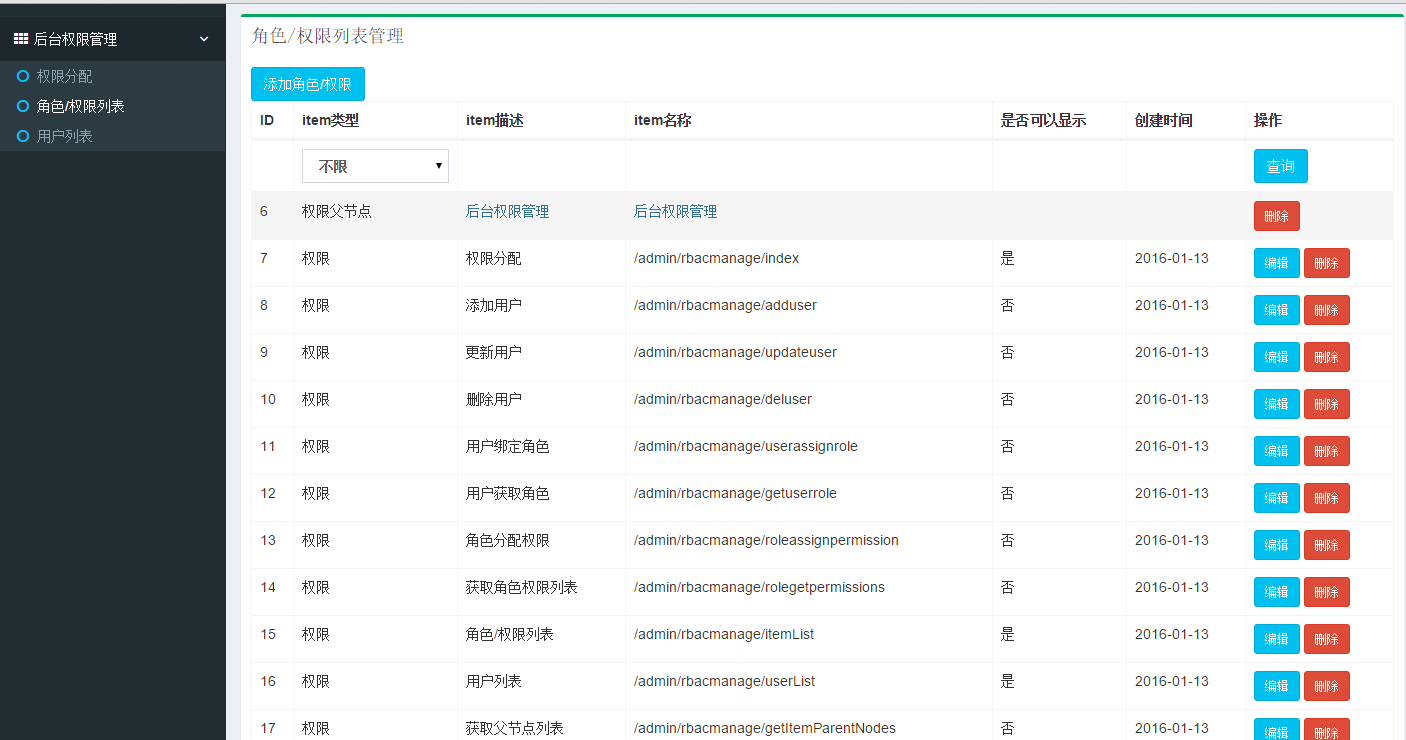 后台权限管理
权限分配
角色/权限列表
用户列表
角色/权限列表管理
添加角色/权限
ID item类型 item描述 item名称 是否可以显示 创建时间 操作
不限 查询
6 权限父节点 后台权限管理 后台权限管理 删除
7 权限 权限分配 /admin/rbacmanage/index 是 2016-01-13 编辑 删除
8 权限 添加用户 /admin/rbacmanage/adduser 否 2016-01-13 编辑 删除
9 权限 更新用户 /admin/rbacmanage/updateuser 否 2016-01-13 编辑 删除
10 权限 删除用户 /admin/rbacmanage/deluser 否 2016-01-13 编辑 删除
11 权限 用户绑定角色 /admin/rbacmanage/userassignrole 否 2016-01-13 编辑 删除
12 权限 用户获取角色 /admin/rbacmanage/getuserrole 否 2016-01-13 编辑 删除
13 权限 角色分配权限 /admin/rbacmanage/roleassignpermission 否 2016-01-13 编辑 删除
14 权限 获取角色权限列表 /admin/rbacmanage/rolegetpermissions 否 2016-01-13 编辑 删除
15 权限 角色/权限列表 /admin/rbacmanage/itemList 是 2016-01-13 编辑 删除
16 权限 用户列表 /admin/rbacmanage/userList 是 2016-01-13 编辑 删除
17 权限 获取父节点列表 /admin/rbacmanage/getItemParentNodes 否 2016-01-13 编辑 删除